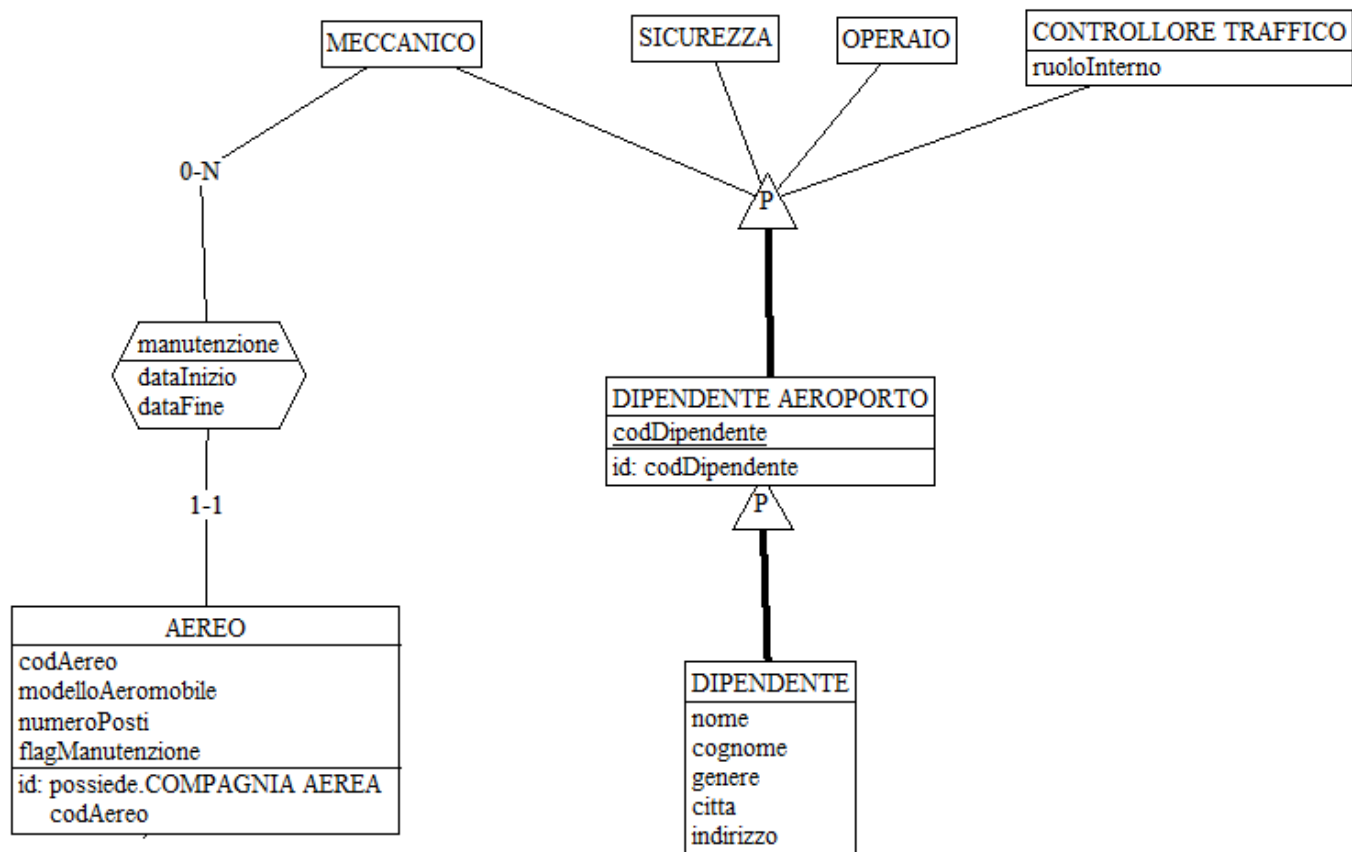 MECCANICO
SICUREZZA
OPERAIO
CONTROLLORE TRAFFICO
ruoloInterno
0-N
P
manutenzione
dataInizio
dataFine
DIPENDENTE AEROPORTO
codDipendente
id: codDipendente
1-1
P
AEREO
codAereo
modelloAeromobile
numeroPosti
flagManutenzione
id: possiede.COMPAGNIA AEREA
codAereo
DIPENDENTE
nome
cognome
genere
citta
indirizzo